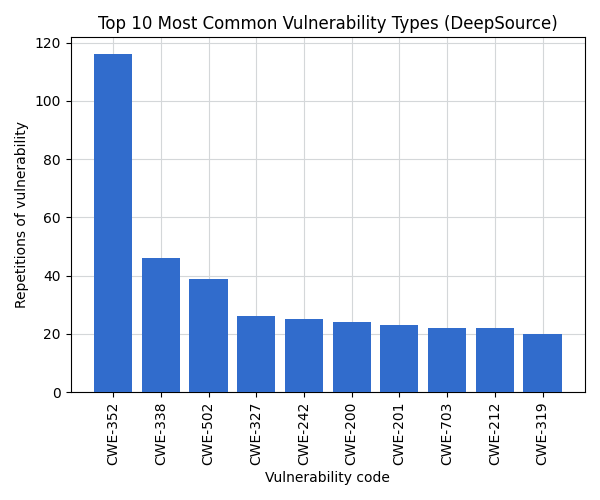 Top 10 Most Common Vulnerability Types (DeepSource)
Repetitions of vulnerability
120
100
80
60
40
20
0
CWE-352
CWE-338
CWE-502
CWE-327
CWE-242
CWE-200
CWE-201
CWE-703
CWE-212
CWE-319
Vulnerability code